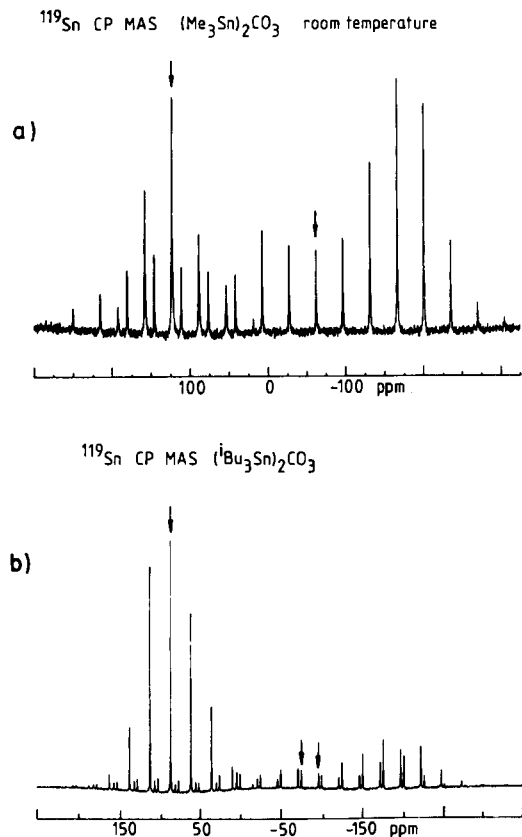 ¹¹⁹Sn CP MAS (Me₃Sn)₂CO₃ room temperature
a)
100 0 -100 ppm
¹¹⁹Sn CP MAS (ⁱBu₃Sn)₂CO₃
b)
150 50 -50 -150 ppm